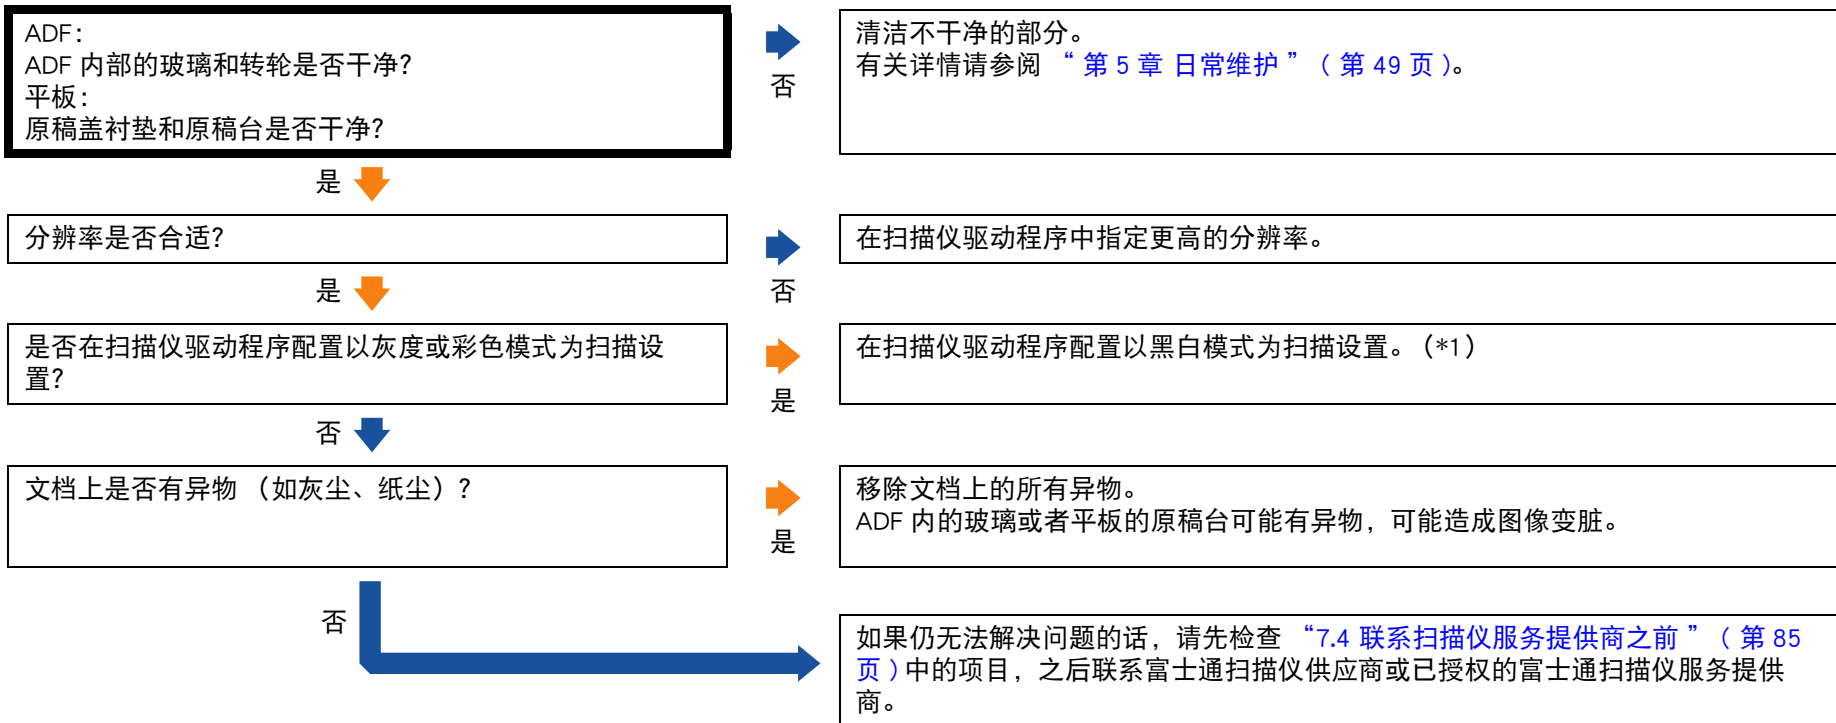 ADF：
ADF 内部的玻璃和转轮是否干净？
平板：
原稿盖衬垫和原稿台是否干净？
否
清洁不干净的部分。
有关详情请参阅 “ 第 5 章 日常维护 ” （ 第 49 页 ）。
是
分辨率是否合适？
否
在扫描仪驱动程序中指定更高的分辨率。
是
是否在扫描仪驱动程序配置以灰度或彩色模式为扫描设
置？
是
在扫描仪驱动程序配置以黑白模式为扫描设置。（*1）
否
文档上是否有异物 （如灰尘、纸尘）？
是
移除文档上的所有异物。
ADF 内的玻璃或者平板的原稿台可能有异物，可能造成图像变脏。
否
如果仍无法解决问题的话，请先检查 “7.4 联系扫描仪服务提供商之前 ” （ 第 85
页 ）中的项目，之后联系富士通扫描仪供应商或已授权的富士通扫描仪服务提供
商。